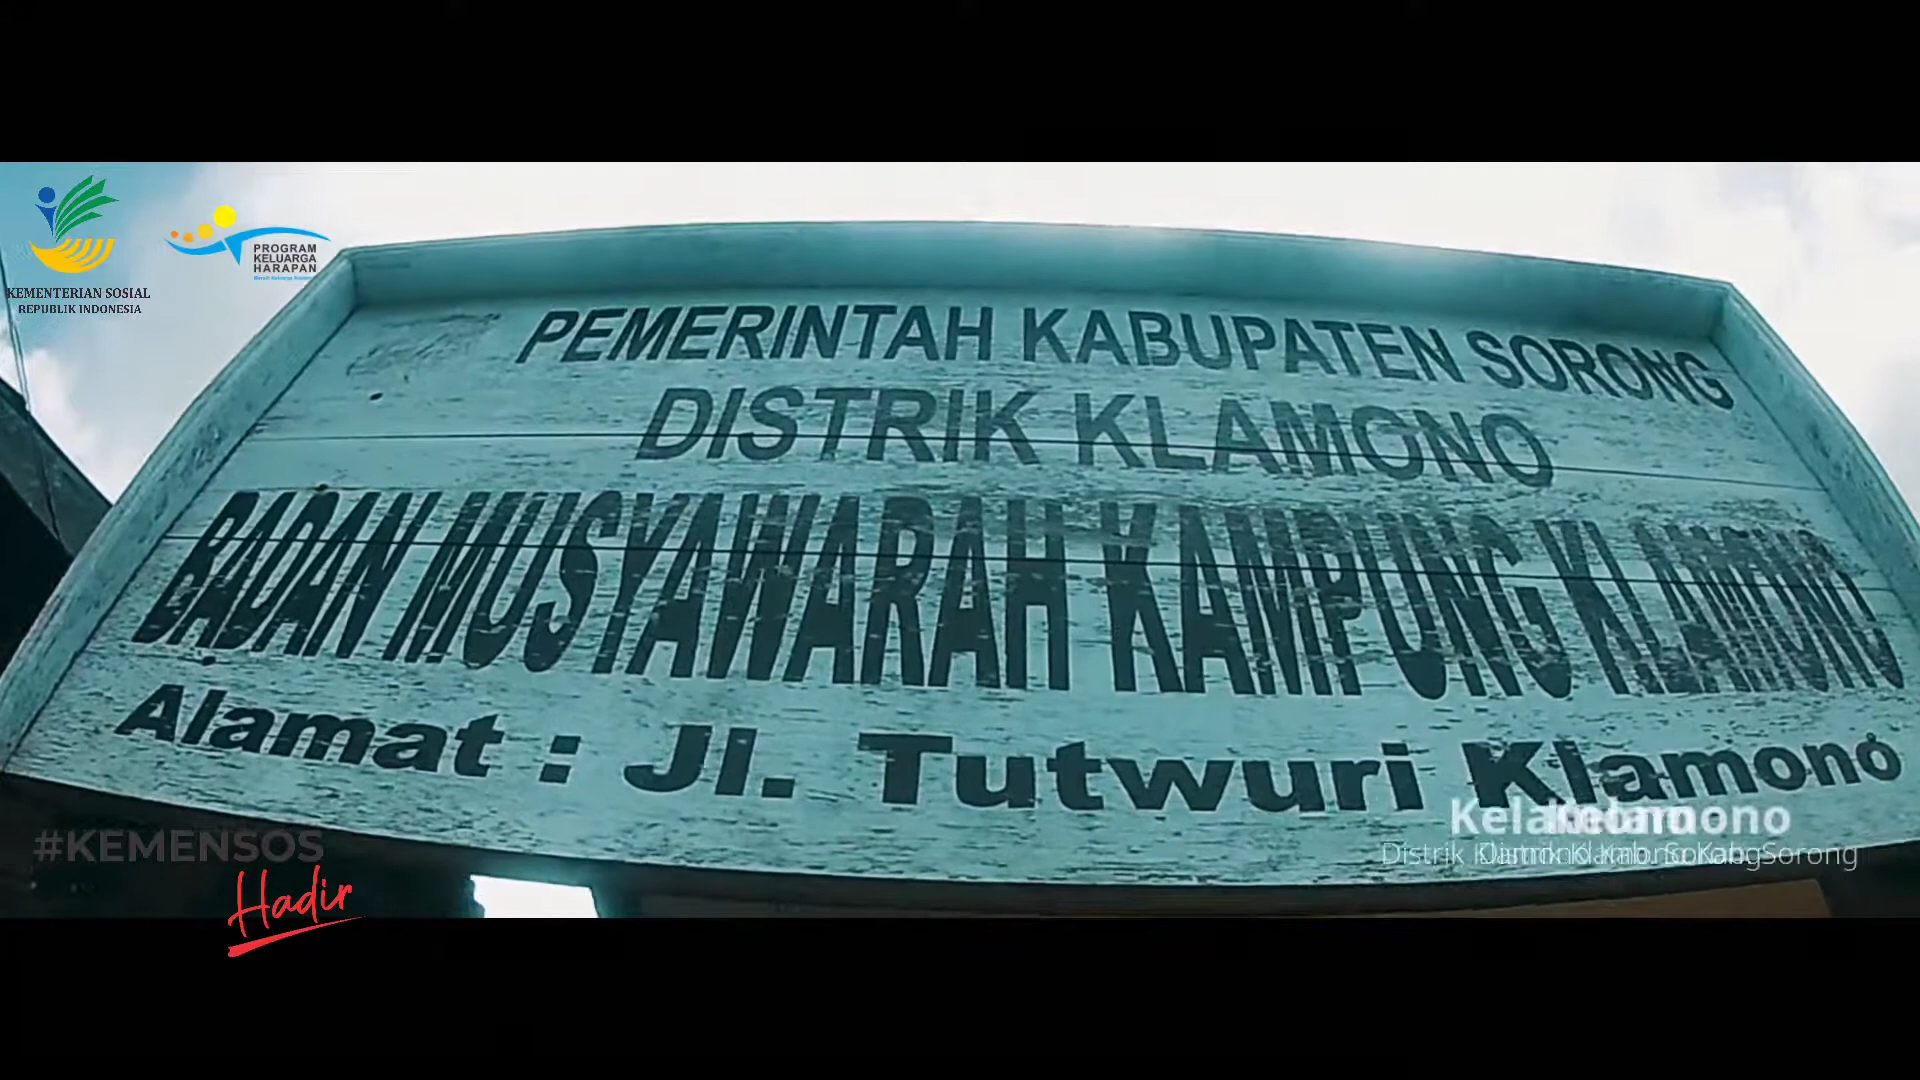 KEMENTERIAN SOSIAL
REPUBLIK INDONESIA
PROGRAM
KELUARGA
HARAPAN
PEMERINTAH KABUPATEN SORONG
DISTRIK KLAMONO
BADAN MUSYAWARAH KAMPUNG KLAMONO
Alamat : Jl. Tutwuri Klamono
#KEMENSOS
Hadir